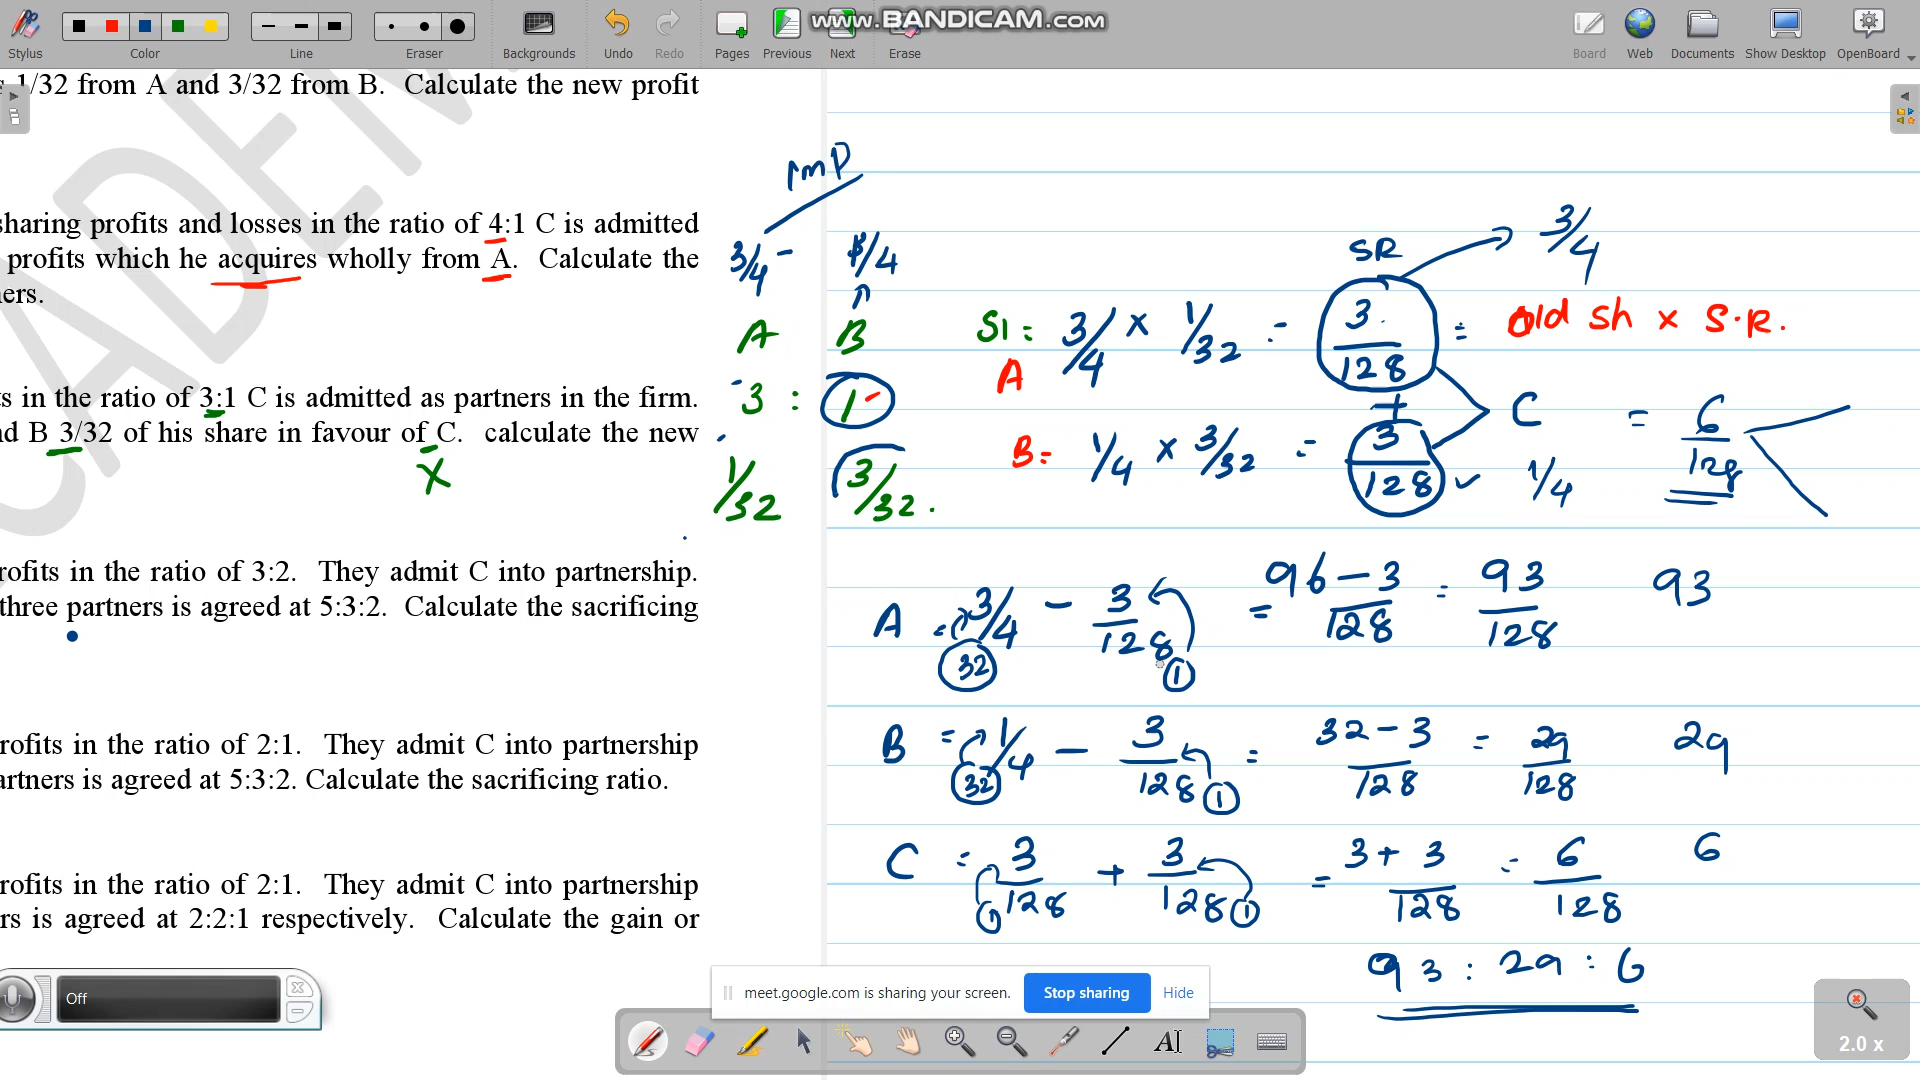 www.BANDICAM.com
Stylus Color Line Eraser Backgrounds Undo Redo Pages Previous Next Erase Board Web Documents Show Desktop OpenBoard
1/32 from A and 3/32 from B. Calculate the new profit
sharing profits and losses in the ratio of 4:1 C is admitted
profits which he acquires wholly from A. Calculate the
ers.
ts in the ratio of 3:1 C is admitted as partners in the firm.
nd B 3/32 of his share in favour of C. calculate the new
X
rofits in the ratio of 3:2. They admit C into partnership.
three partners is agreed at 5:3:2. Calculate the sacrificing
rofits in the ratio of 2:1. They admit C into partnership
artners is agreed at 5:3:2. Calculate the sacrificing ratio.
rofits in the ratio of 2:1. They admit C into partnership
rs is agreed at 2:2:1 respectively. Calculate the gain or
ImP
3/4 - 1/4
A B
3 : 1
1/32 3/32.
SR 3/4
S1 = 3/4 × 1/32 = 3/128 = Old Sh × S.R.
A
+ C = 6/128
B = 1/4 × 3/32 = 3/128 1/4
A = 3/4 - 3/128 = 96-3/128 = 93/128 93
32 1
B = 1/4 - 3/128 = 32-3/128 = 29/128 29
32 1
C = 3/128 + 3/128 = 3+3/128 = 6/128 6
1 1
93 : 29 : 6
Off
meet.google.com is sharing your screen. Stop sharing Hide
2.0 x